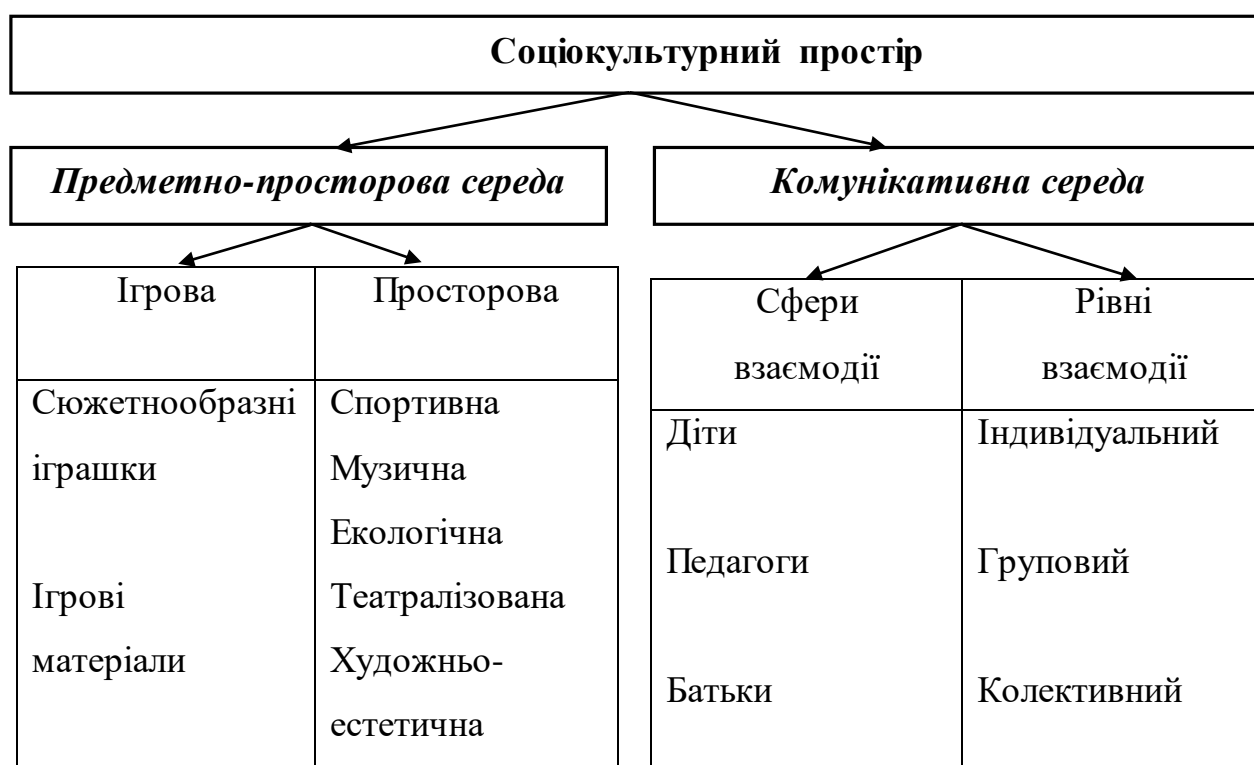 Соціокультурний простір
Предметно-просторова середа
Комунікативна середа
Ігрова
Просторова
Сюжетнообразні
іграшки
Ігрові
матеріали
Спортивна
Музична
Екологічна
Театралізована
Художньо-
естетична
Сфери
взаємодії
Рівні
взаємодії
Діти
Педагоги
Батьки
Індивідуальний
Груповий
Колективний